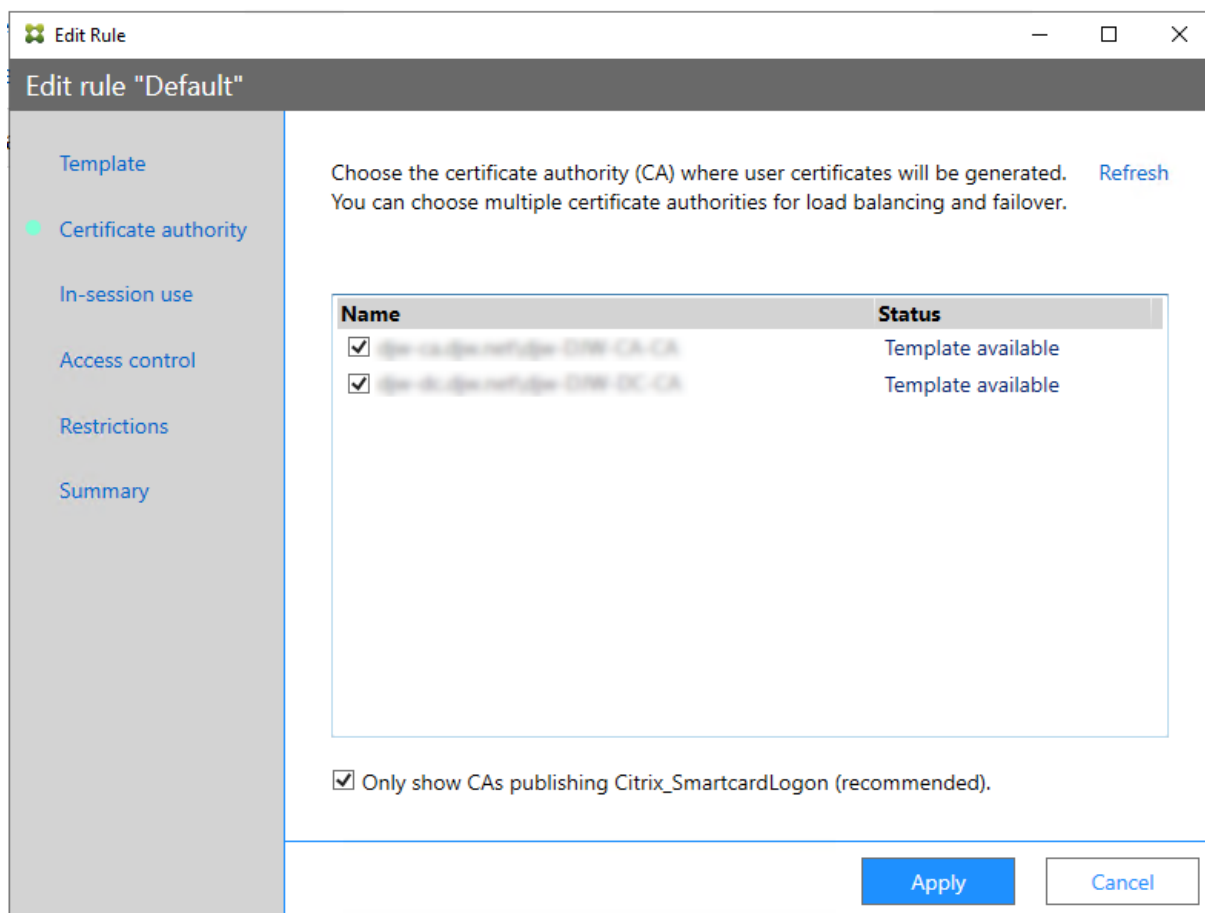 Edit Rule
Edit rule "Default"
Template
Certificate authority
In-session use
Access control
Restrictions
Summary
Choose the certificate authority (CA) where user certificates will be generated.
You can choose multiple certificate authorities for load balancing and failover.
Refresh
Name Status
Template available
Template available
Only show CAs publishing Citrix_SmartcardLogon (recommended).
Apply Cancel